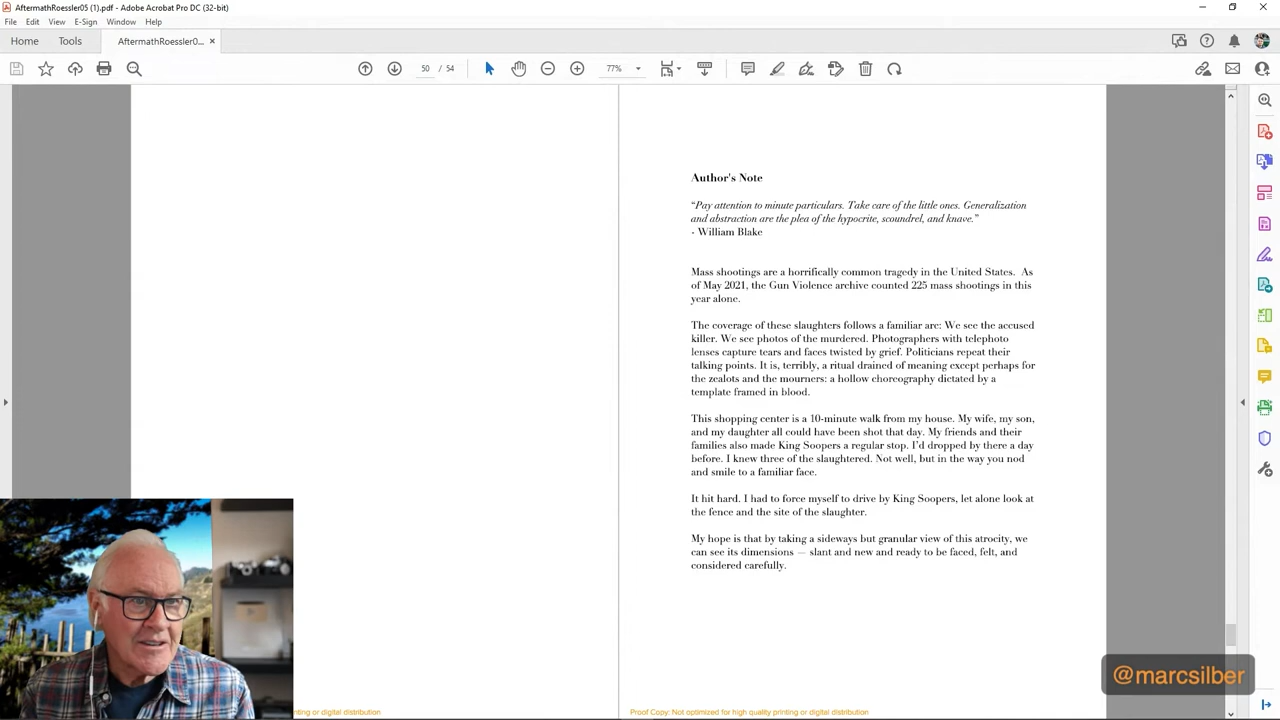 AftermathRoessler05 (1).pdf - Adobe Acrobat Pro DC (32-bit)
File Edit View E-Sign Window Help
Home Tools AftermathRoessler0... ×
50 / 54 77%
Author's Note
“Pay attention to minute particulars. Take care of the little ones. Generalization
and abstraction are the plea of the hypocrite, scoundrel, and knave.”
- William Blake
Mass shootings are a horrifically common tragedy in the United States. As
of May 2021, the Gun Violence archive counted 225 mass shootings in this
year alone.
The coverage of these slaughters follows a familiar arc: We see the accused
killer. We see photos of the murdered. Photographers with telephoto
lenses capture tears and faces twisted by grief. Politicians repeat their
talking points. It is, terribly, a ritual drained of meaning except perhaps for
the zealots and the mourners: a hollow choreography dictated by a
template framed in blood.
This shopping center is a 10-minute walk from my house. My wife, my son,
and my daughter all could have been shot that day. My friends and their
families also made King Soopers a regular stop. I’d dropped by there a day
before. I knew three of the slaughtered. Not well, but in the way you nod
and smile to a familiar face.
It hit hard. I had to force myself to drive by King Soopers, let alone look at
the fence and the site of the slaughter.
My hope is that by taking a sideways but granular view of this atrocity, we
can see its dimensions — slant and new and ready to be faced, felt, and
considered carefully.
@marcsilber
nting or digital distribution
Proof Copy: Not optimized for high quality printing or digital distribution